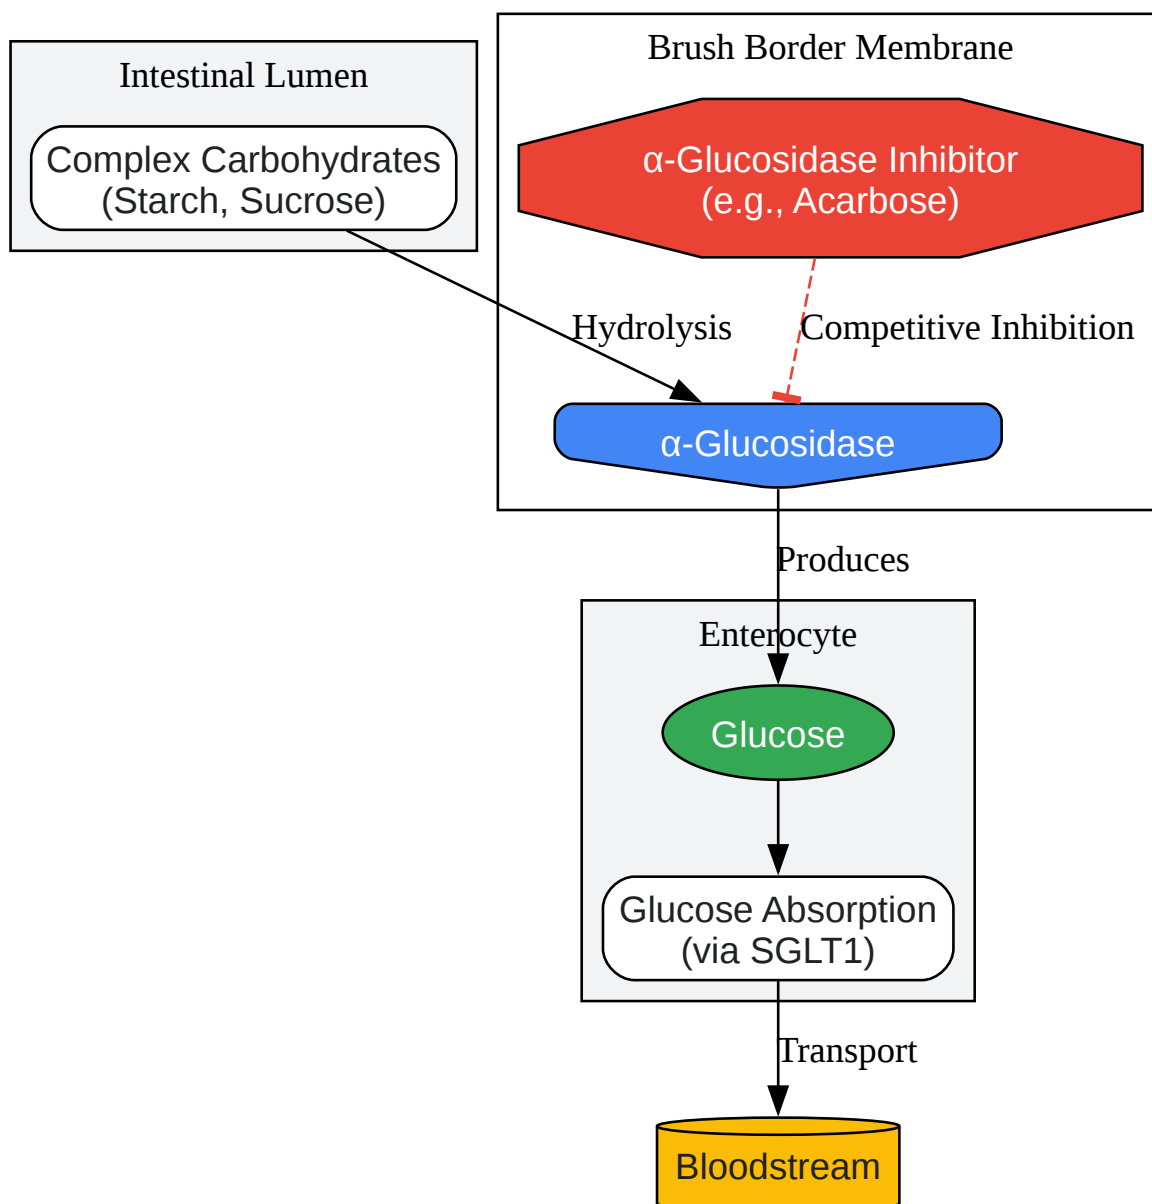 Intestinal Lumen
Complex Carbohydrates
(Starch, Sucrose)
Brush Border Membrane
α-Glucosidase Inhibitor
(e.g., Acarbose)
Hydrolysis
Competitive Inhibition
α-Glucosidase
Produces
Enterocyte
Glucose
Glucose Absorption
(via SGLT1)
Transport
Bloodstream